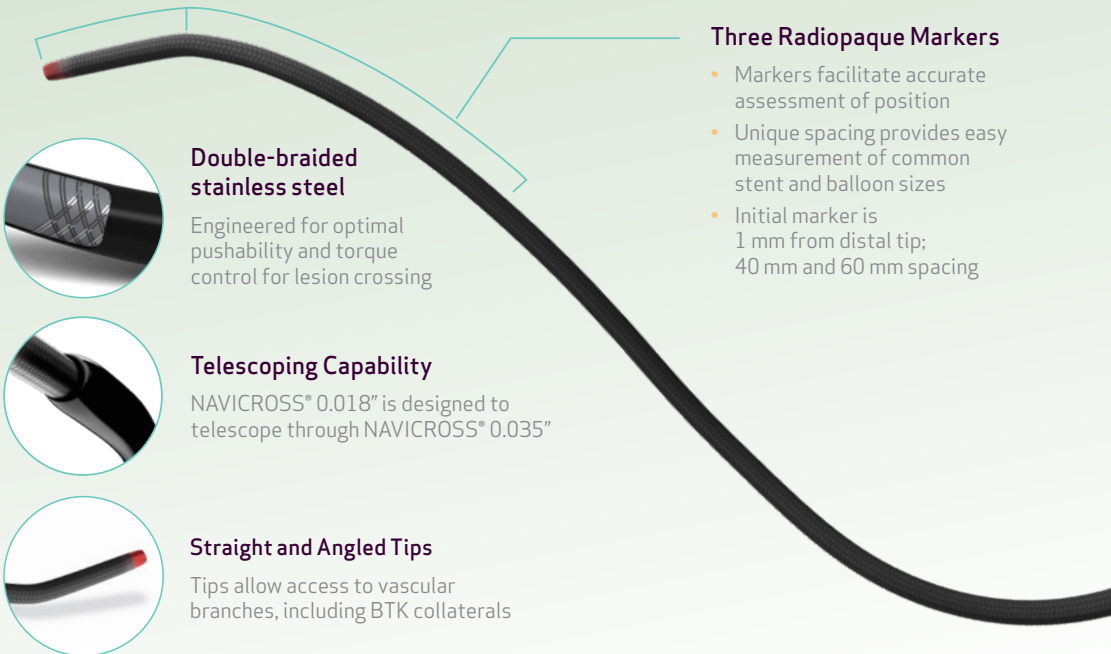 Three Radiopaque Markers
• Markers facilitate accurate
assessment of position
• Unique spacing provides easy
measurement of common
stent and balloon sizes
• Initial marker is
1 mm from distal tip;
40 mm and 60 mm spacing
Double-braided
stainless steel
Engineered for optimal
pushability and torque
control for lesion crossing
Telescoping Capability
NAVICROSS® 0.018″ is designed to
telescope through NAVICROSS® 0.035″
Straight and Angled Tips
Tips allow access to vascular
branches, including BTK collaterals